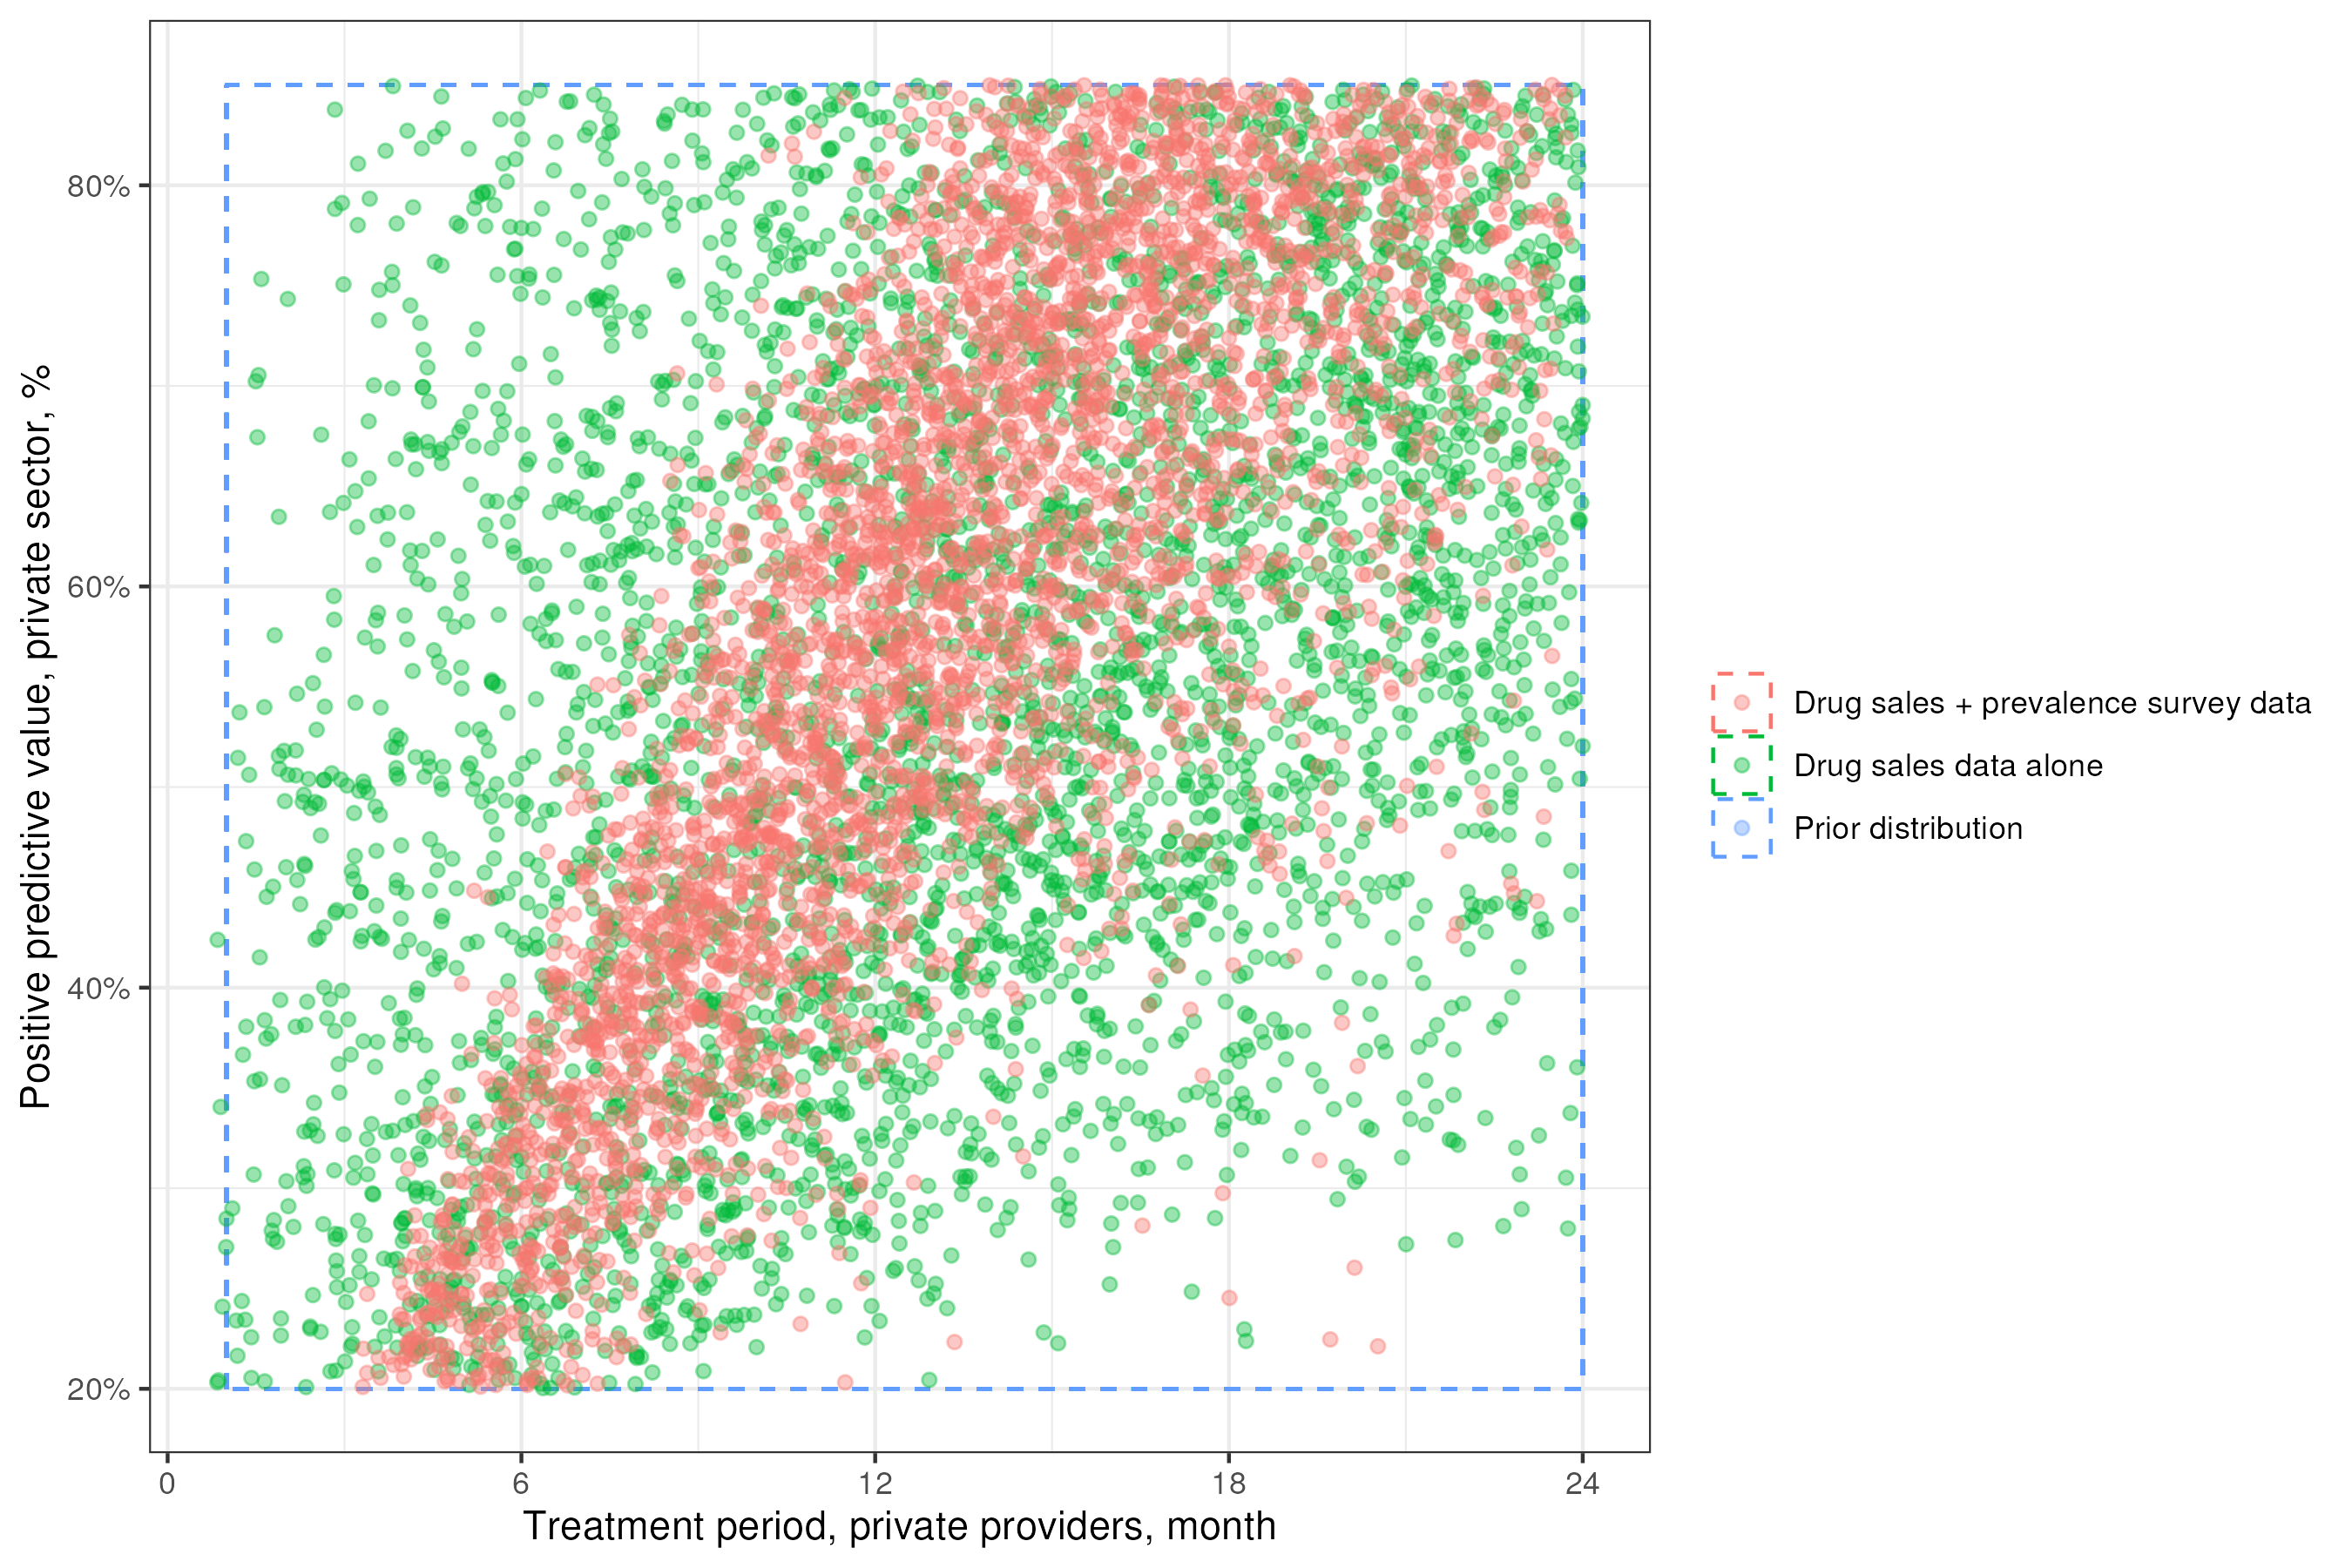 Positive predictive value, private sector, %
80%
60%
40%
20%
0 6 12 18 24
Treatment period, private providers, month
Drug sales + prevalence survey data
Drug sales data alone
Prior distribution